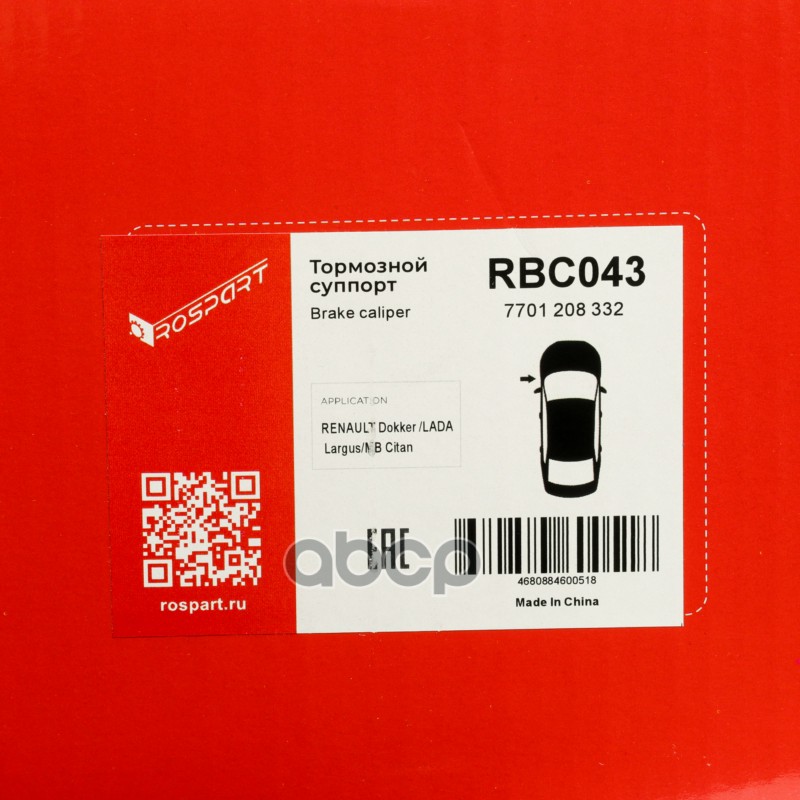 ROSPART
Тормозной
суппорт
Brake caliper
RBC043
7701 208 332
APPLICATION
RENAULT Dokker /LADA
Largus/MB Citan
EAC
abcp
4680884600518
Made In China
rospart.ru